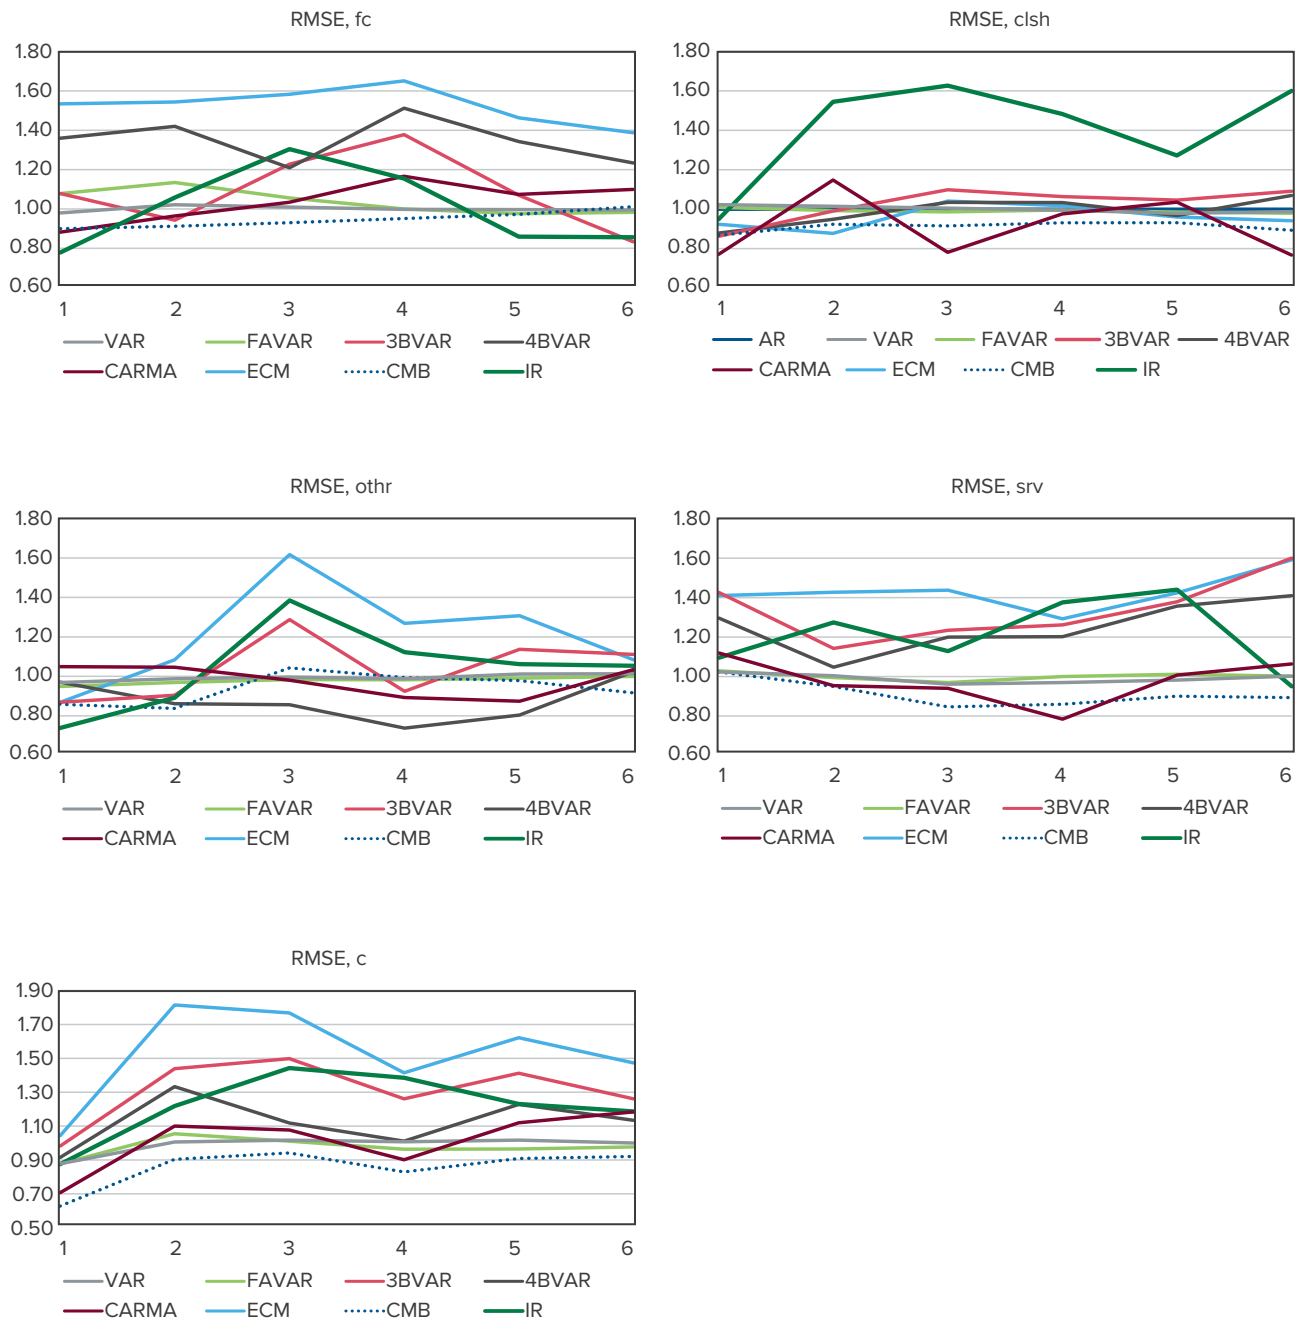 RMSE, fc
1.80
1.60
1.40
1.20
1.00
0.80
0.60
1 2 3 4 5 6
VAR FAVAR 3BVAR 4BVAR
CARMA ECM CMB IR
RMSE, clsh
1.80
1.60
1.40
1.20
1.00
0.80
0.60
1 2 3 4 5 6
AR VAR FAVAR 3BVAR 4BVAR
CARMA ECM CMB IR
RMSE, othr
1.80
1.60
1.40
1.20
1.00
0.80
0.60
1 2 3 4 5 6
VAR FAVAR 3BVAR 4BVAR
CARMA ECM CMB IR
RMSE, srv
1.80
1.60
1.40
1.20
1.00
0.80
0.60
1 2 3 4 5 6
VAR FAVAR 3BVAR 4BVAR
CARMA ECM CMB IR
RMSE, c
1.90
1.70
1.50
1.30
1.10
0.90
0.70
0.50
1 2 3 4 5 6
VAR FAVAR 3BVAR 4BVAR
CARMA ECM CMB IR